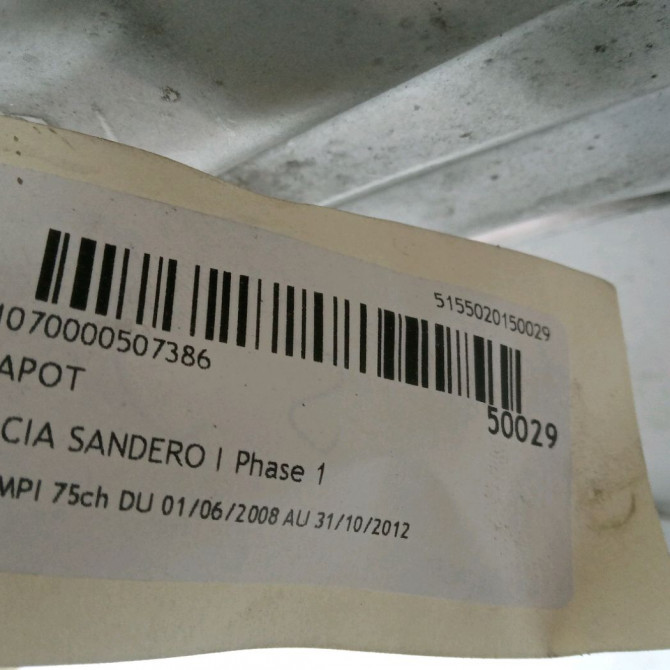 5155020150029
1070000507386
50029
APOT
CIA SANDERO I Phase 1
MPI 75ch DU 01/06/2008 AU 31/10/2012